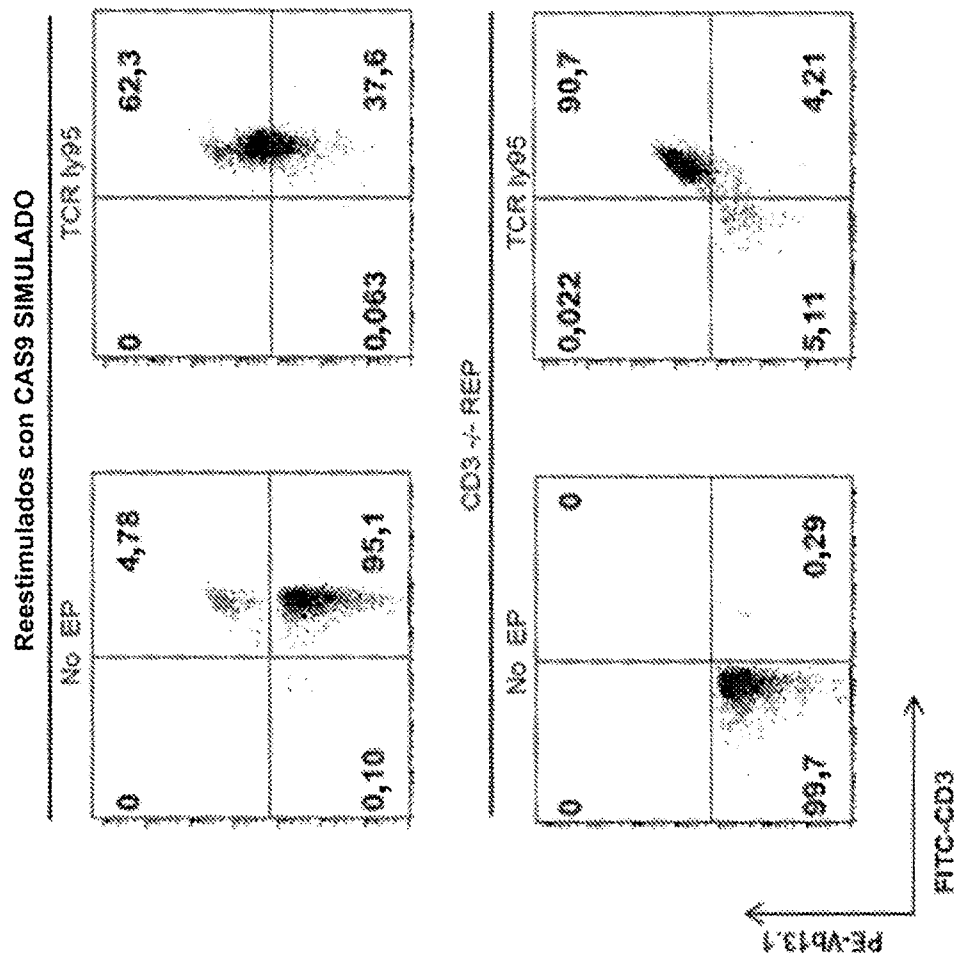 Reestimulados con CAS9 SIMULADO
No EP
TCR ly95
0
4,78
0,10
95,1
0
62,3
0,063
37,6
CD3 -/- REP
No EP
TCR ly95
0
0
99,7
0,29
0,022
90,7
5,11
4,21
PE-Vb13.1
FITC-CD3